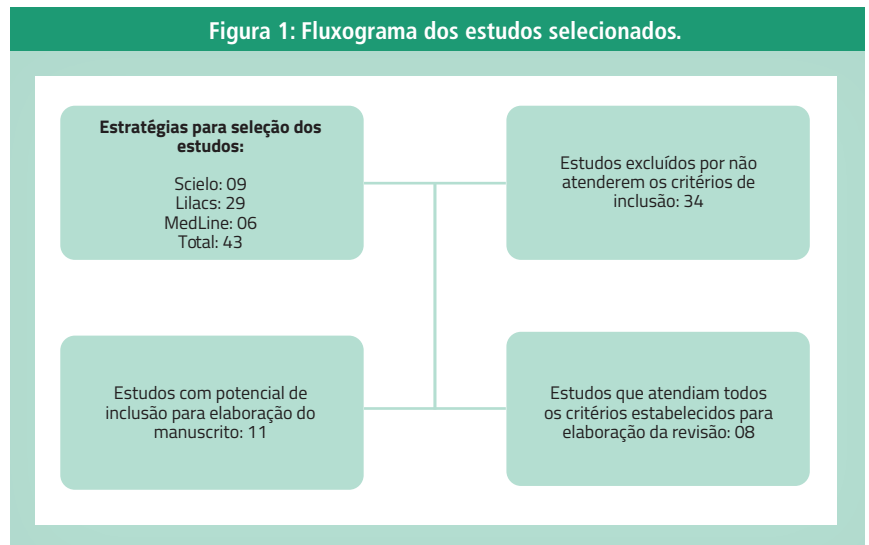 Figura 1: Fluxograma dos estudos selecionados.
Estratégias para seleção dos
estudos:
Scielo: 09
Lilacs: 29
MedLine: 06
Total: 43
Estudos excluídos por não
atenderem os critérios de
inclusão: 34
Estudos com potencial de
inclusão para elaboração do
manuscrito: 11
Estudos que atendiam todos
os critérios estabelecidos para
elaboração da revisão: 08